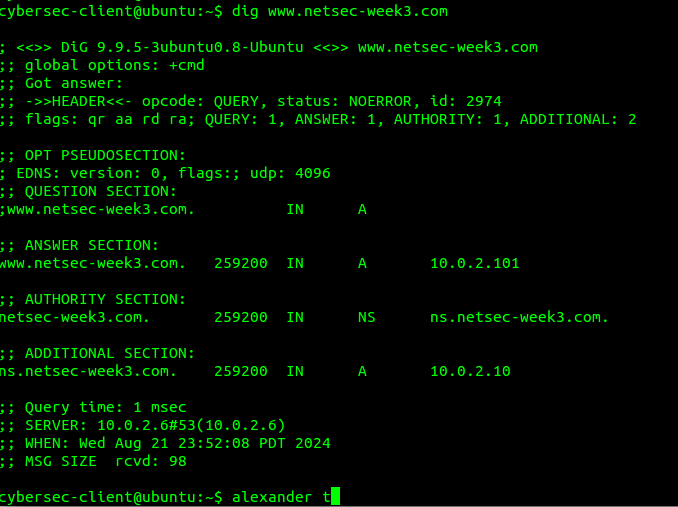 cybersec-client@ubuntu:~$ dig www.netsec-week3.com
; <<>> DiG 9.9.5-3ubuntu0.8-Ubuntu <<>> www.netsec-week3.com
;; global options: +cmd
;; Got answer:
;; ->>HEADER<<- opcode: QUERY, status: NOERROR, id: 2974
;; flags: qr aa rd ra; QUERY: 1, ANSWER: 1, AUTHORITY: 1, ADDITIONAL: 2
;; OPT PSEUDOSECTION:
; EDNS: version: 0, flags:; udp: 4096
;; QUESTION SECTION:
;www.netsec-week3.com. IN A
;; ANSWER SECTION:
www.netsec-week3.com. 259200 IN A 10.0.2.101
;; AUTHORITY SECTION:
netsec-week3.com. 259200 IN NS ns.netsec-week3.com.
;; ADDITIONAL SECTION:
ns.netsec-week3.com. 259200 IN A 10.0.2.10
;; Query time: 1 msec
;; SERVER: 10.0.2.6#53(10.0.2.6)
;; WHEN: Wed Aug 21 23:52:08 PDT 2024
;; MSG SIZE rcvd: 98
cybersec-client@ubuntu:~$ alexander t